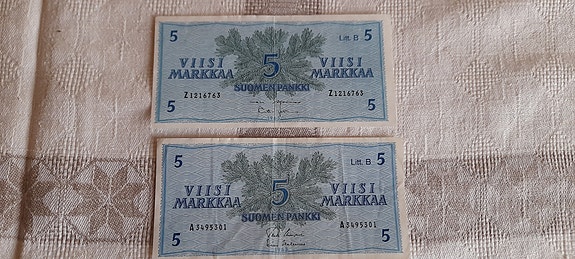 5 Litt. B 5
VIISI 5 VIISI
MARKKAA MARKKAA
SUOMEN PANKKI
Z1216763 Z1216763
5 5
5 Litt. B 5
VIISI 5 VIISI
MARKKAA MARKKAA
SUOMEN PANKKI
A3495301 A3495301
5 5